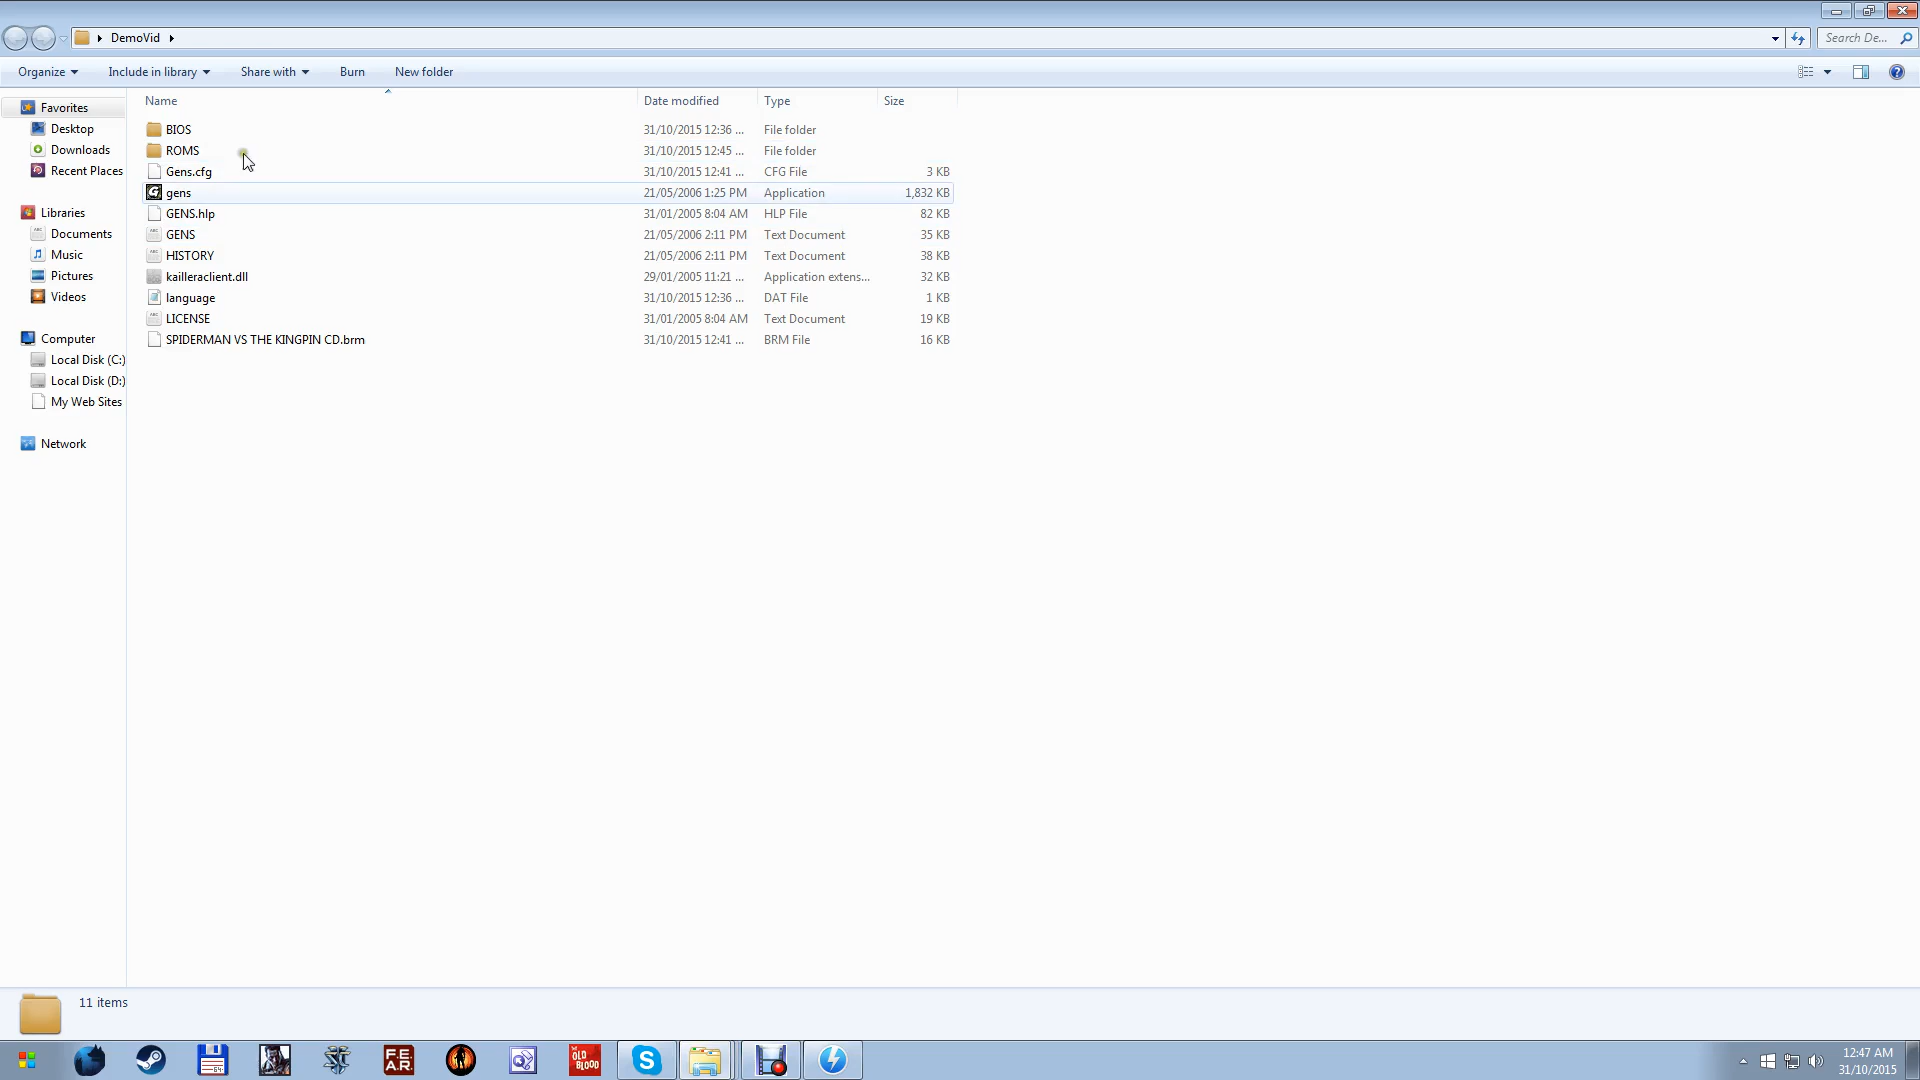 DemoVid
Search De...
Organize Include in library Share with Burn New folder
Name Date modified Type Size
Favorites
Desktop
Downloads
Recent Places
Libraries
Documents
Music
Pictures
Videos
Computer
Local Disk (C:)
Local Disk (D:)
My Web Sites
Network
BIOS 31/10/2015 12:36 ... File folder
ROMS 31/10/2015 12:45 ... File folder
Gens.cfg 31/10/2015 12:41 ... CFG File 3 KB
gens 21/05/2006 1:25 PM Application 1,832 KB
GENS.hlp 31/01/2005 8:04 AM HLP File 82 KB
GENS 21/05/2006 2:11 PM Text Document 35 KB
HISTORY 21/05/2006 2:11 PM Text Document 38 KB
kailleraclient.dll 29/01/2005 11:21 ... Application extens... 32 KB
language 31/10/2015 12:36 ... DAT File 1 KB
LICENSE 31/01/2005 8:04 AM Text Document 19 KB
SPIDERMAN VS THE KINGPIN CD.brm 31/10/2015 12:41 ... BRM File 16 KB
11 items
64
F.E.
A.R.
THE
OLD
BLOOD
12:47 AM
31/10/2015